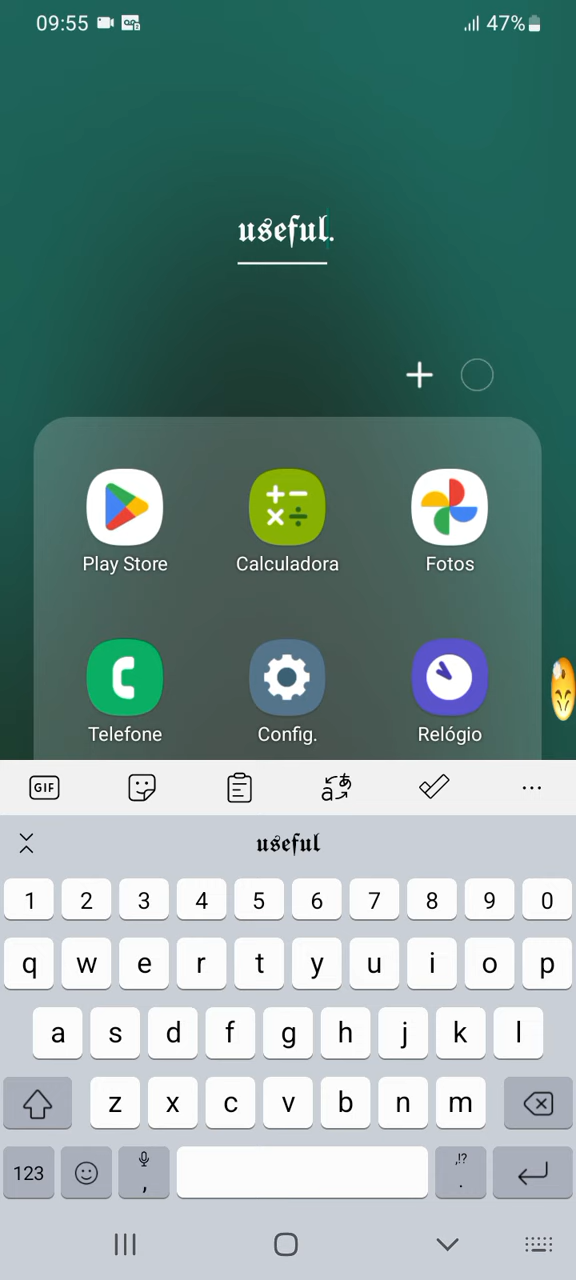 09:55 47%
𝖚𝖘𝖊𝖋𝖚𝖑.
Play Store Calculadora Fotos
Telefone Config. Relógio
GIF
𝖚𝖘𝖊𝖋𝖚𝖑
1 2 3 4 5 6 7 8 9 0
q w e r t y u i o p
a s d f g h j k l
z x c v b n m
123 , ,!? .